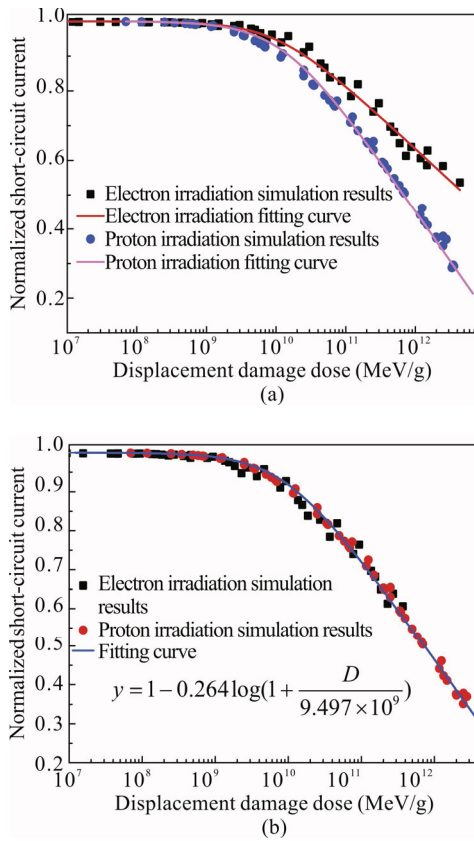 1.0
0.8
0.6
0.4
0.2
Normalized short-circuit current
Electron irradiation simulation results
Electron irradiation fitting curve
Proton irradiation simulation results
Proton irradiation fitting curve
10^7 10^8 10^9 10^10 10^11 10^12
Displacement damage dose (MeV/g)
(a)
1.0
0.9
0.8
0.7
0.6
0.5
0.4
0.3
0.2
Normalized short-circuit current
Electron irradiation simulation
results
Proton irradiation simulation results
Fitting curve
y = 1 − 0.264 log(1 + D / 9.497 × 10^9)
10^7 10^8 10^9 10^10 10^11 10^12
Displacement damage dose (MeV/g)
(b)